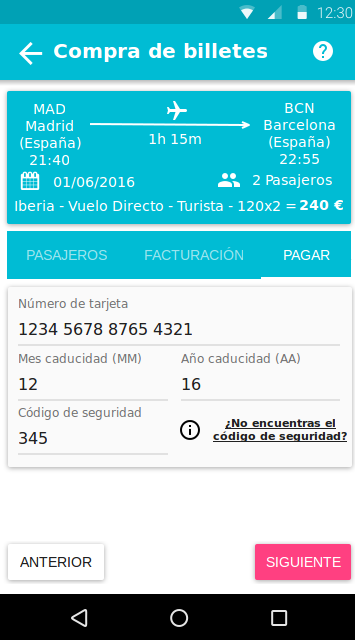 12:30
Compra de billetes
MAD
Madrid
(España)
21:40
1h 15m
BCN
Barcelona
(España)
22:55
01/06/2016
2 Pasajeros
Iberia - Vuelo Directo - Turista - 120x2 = 240 €
PASAJEROS FACTURACIÓN PAGAR
Número de tarjeta
1234 5678 8765 4321
Mes caducidad (MM) Año caducidad (AA)
12 16
Código de seguridad
345
¿No encuentras el
código de seguridad?
ANTERIOR SIGUIENTE